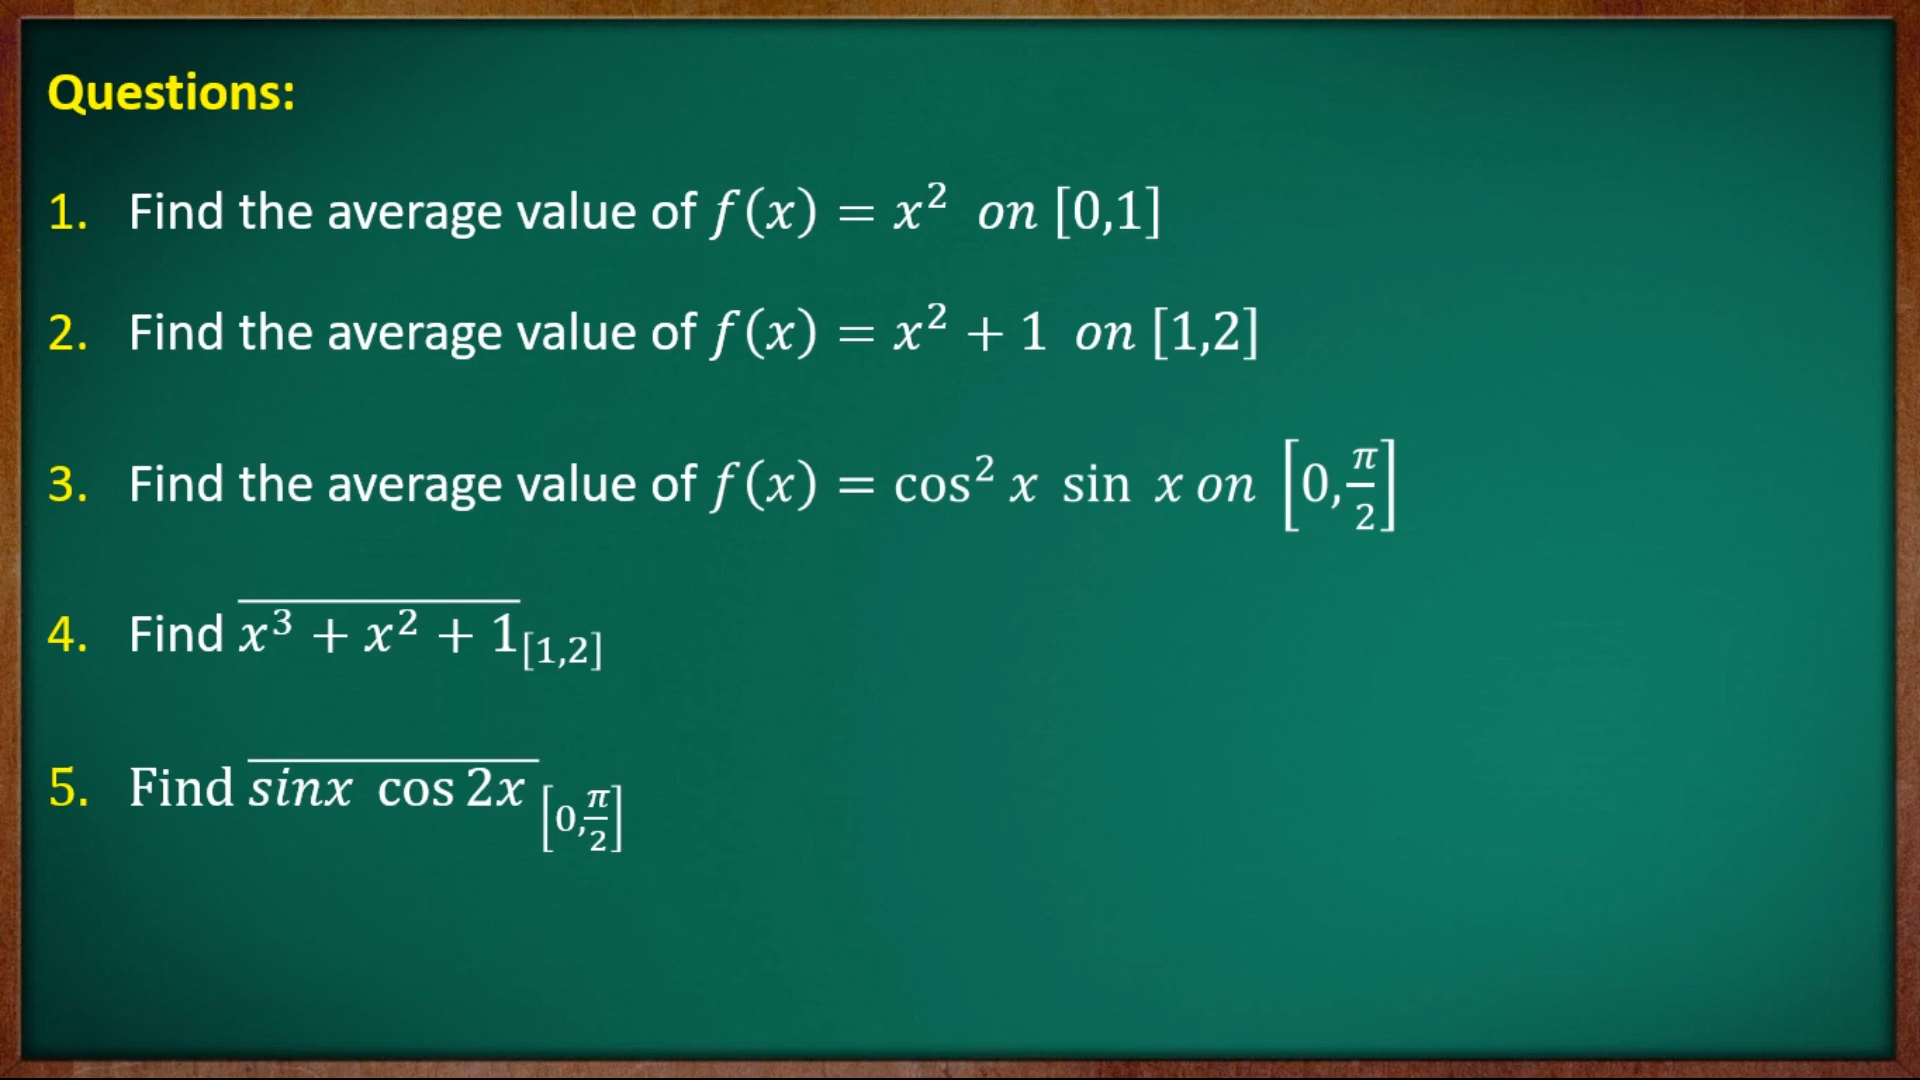 Questions:
1. Find the average value of f(x) = x² on [0,1]
2. Find the average value of f(x) = x² + 1 on [1,2]
3. Find the average value of f(x) = cos² x sin x on [0,π/2]
4. Find \overline{x³ + x² + 1}_{[1,2]}
5. Find \overline{sinx cos 2x}_{[0,π/2]}